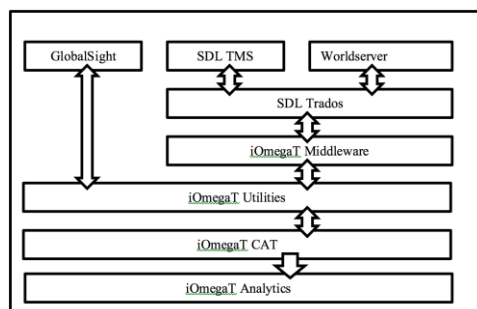 GlobalSight
SDL TMS
Worldserver
SDL Trados
iOmegaT Middleware
iOmegaT Utilities
iOmegaT CAT
iOmegaT Analytics